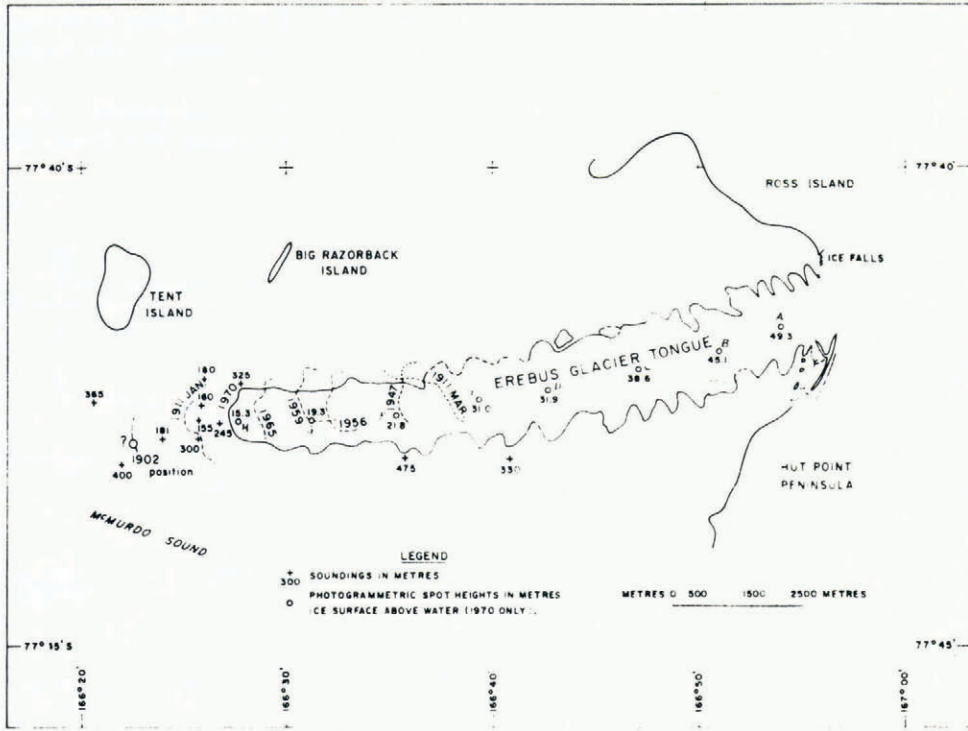 77° 40' S
77° 40'
ROSS ISLAND
ICE FALLS
BIG RAZORBACK
ISLAND
TENT
ISLAND
A
49.3
B
45.1
EREBUS GLACIER TONGUE
38.6
31.9
31.0
1911 MAR
1947
21.8
1956
1959
19.3
1965
1970
325
15.3
H
180
160
1911 JAN
155
245
300
181
365
?
1902
position
400
475
330
HUT POINT
PENINSULA
McMURDO SOUND
LEGEND
+
300
SOUNDINGS IN METRES
PHOTOGRAMMETRIC SPOT HEIGHTS IN METRES
ICE SURFACE ABOVE WATER (1970 ONLY).
METRES 0 500 1500 2500 METRES
77° 45'
166° 20'
166° 30'
166° 40'
166° 50'
167° 00'